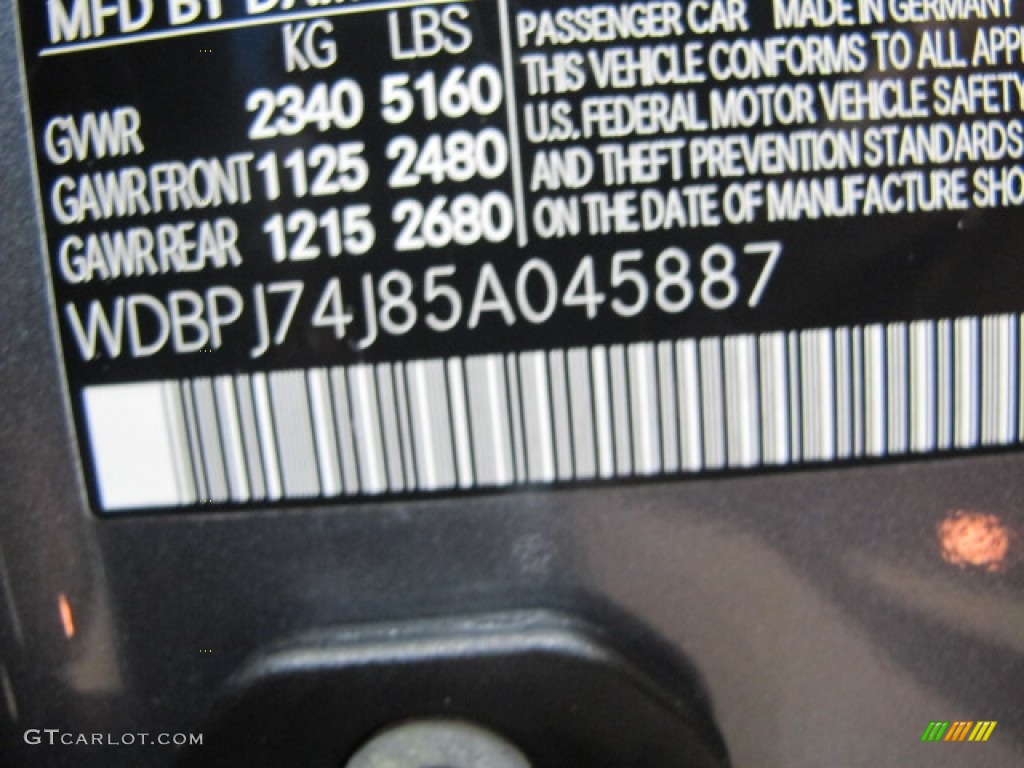 MFD BY
KG LBS
GVWR 2340 5160
GAWR FRONT 1125 2480
GAWR REAR 1215 2680
PASSENGER CAR MADE IN GERMANY
THIS VEHICLE CONFORMS TO ALL
U.S. FEDERAL MOTOR VEHICLE SAFETY
AND THEFT PREVENTION STANDARDS
ON THE DATE OF MANUFACTURE
WDBPJ74J85A045887
GTCARLOT.COM